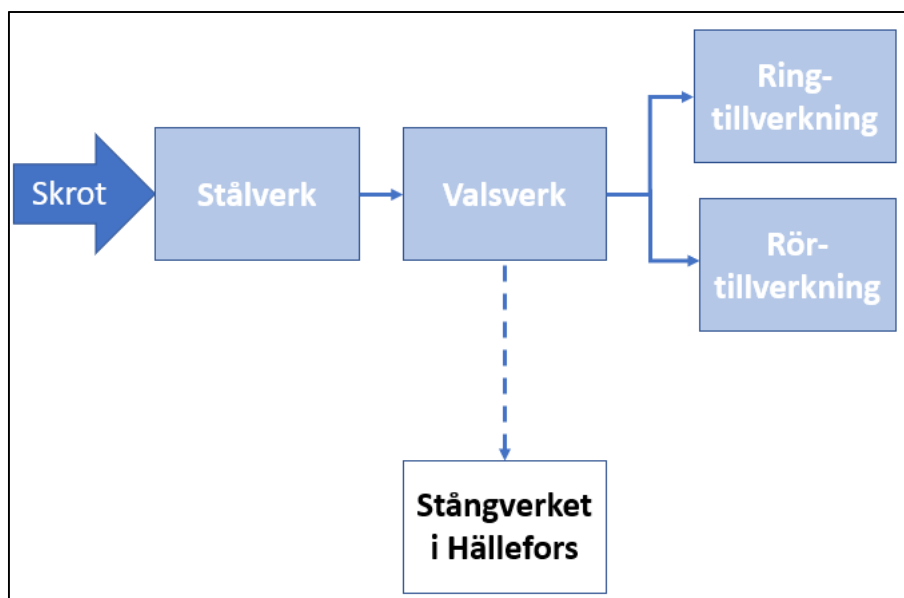 Skrot
Stålverk
Valsverk
Ring-
tillverkning
Rör-
tillverkning
Stångverket
i Hällefors